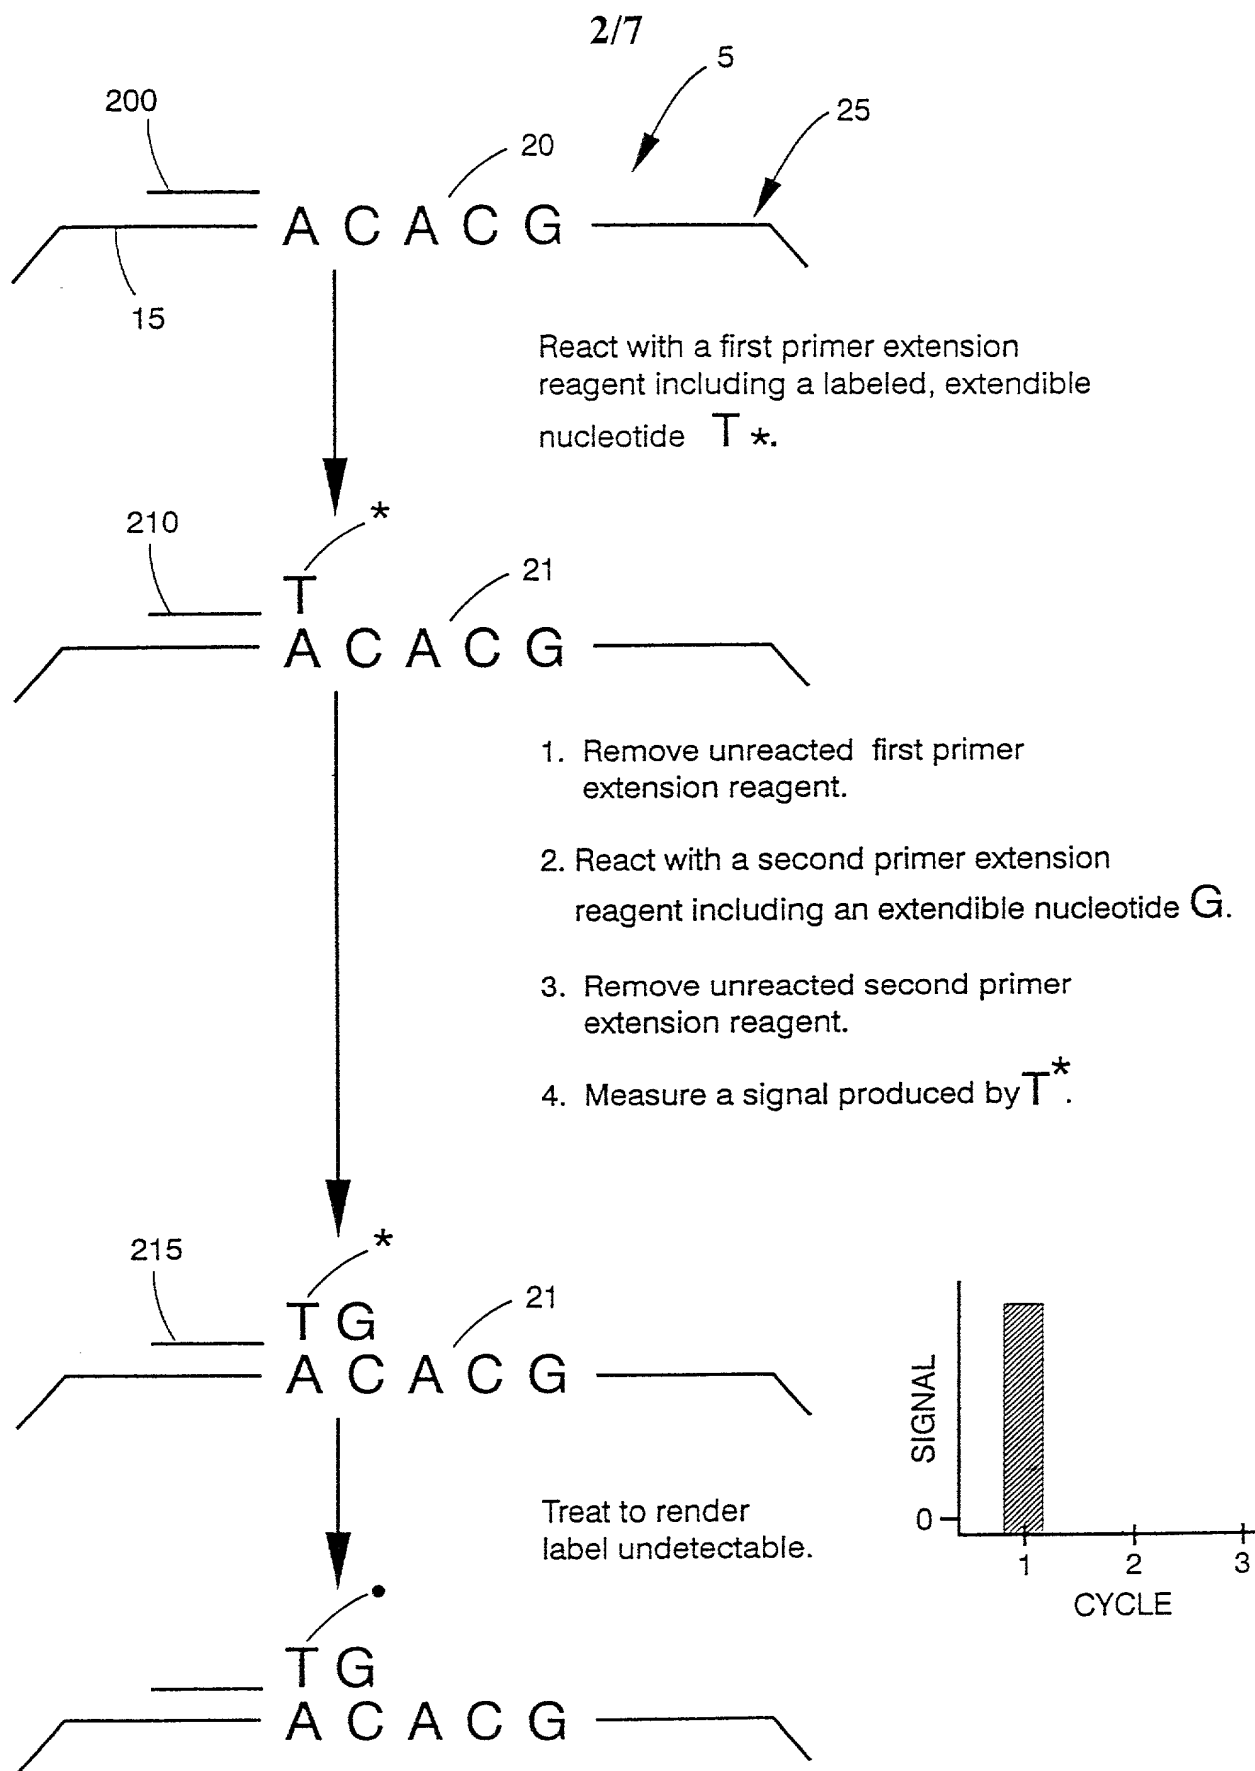 2/7
5
200
25
20
A C A C G
15
React with a first primer extension
reagent including a labeled, extendible
nucleotide T *.
*
210
21
T
A C A C G
1. Remove unreacted first primer
extension reagent.
2. React with a second primer extension
reagent including an extendible nucleotide G.
3. Remove unreacted second primer
extension reagent.
4. Measure a signal produced by T*.
*
215
21
T G
A C A C G
SIGNAL
0
1 2 3
CYCLE
Treat to render
label undetectable.
T G
A C A C G